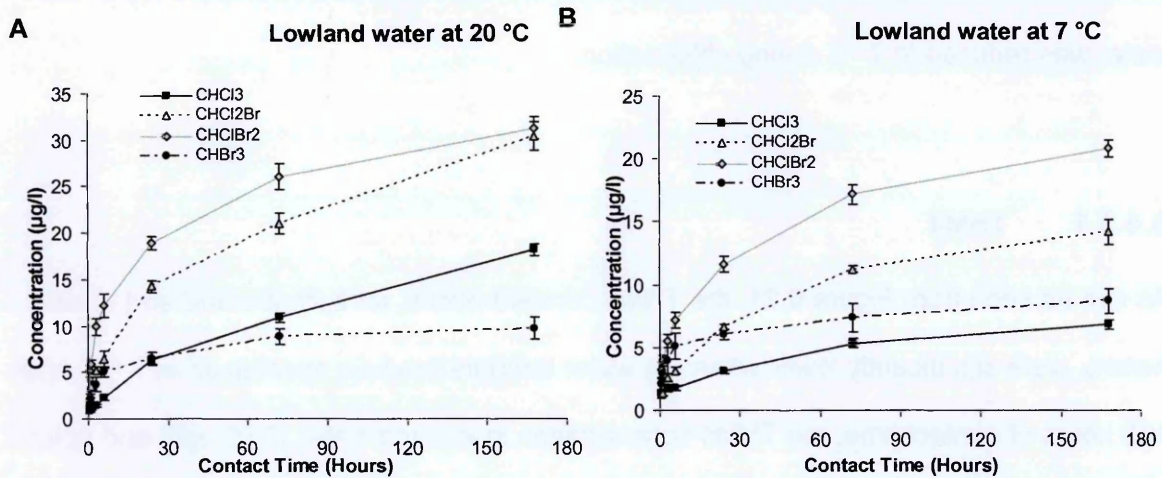 A
Lowland water at 20 °C
Concentration (µg/l)
35
30
25
20
15
10
5
0
CHCl3
CHCl2Br
CHClBr2
CHBr3
0
30
60
90
120
150
180
Contact Time (Hours)
B
Lowland water at 7 °C
Concentration (µg/l)
25
20
15
10
5
0
CHCl3
CHCl2Br
CHClBr2
CHBr3
0
30
60
90
120
150
180
Contact Time (Hours)